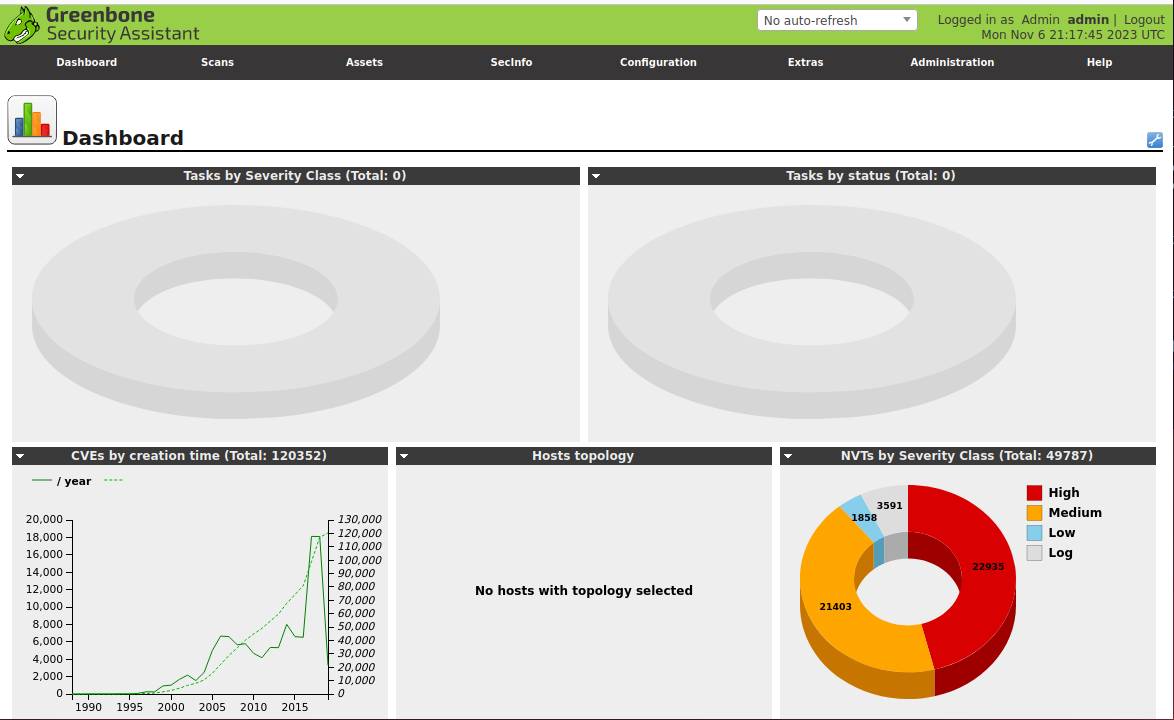 Greenbone
Security Assistant
No auto-refresh
Logged in as Admin admin | Logout
Mon Nov 6 21:17:45 2023 UTC
Dashboard Scans Assets SecInfo Configuration Extras Administration Help
Dashboard
Tasks by Severity Class (Total: 0)
Tasks by status (Total: 0)
CVEs by creation time (Total: 120352)
/ year
20,000
18,000
16,000
14,000
12,000
10,000
8,000
6,000
4,000
2,000
0
130,000
120,000
110,000
100,000
90,000
80,000
70,000
60,000
50,000
40,000
30,000
20,000
10,000
0
1990 1995 2000 2005 2010 2015
Hosts topology
No hosts with topology selected
NVTs by Severity Class (Total: 49787)
3591
1858
22935
21403
High
Medium
Low
Log